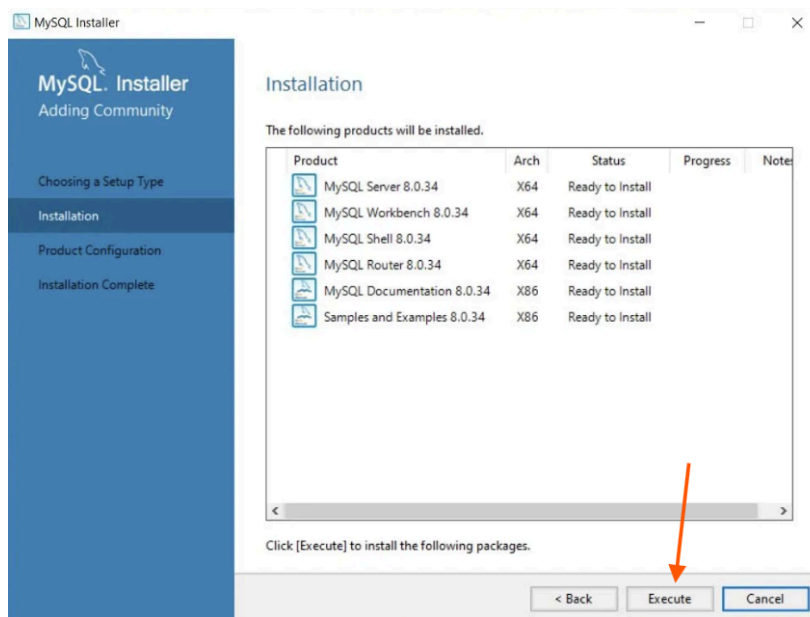 MySQL Installer
MySQL. Installer
Adding Community
Choosing a Setup Type
Installation
Product Configuration
Installation Complete
Installation
The following products will be installed.
Product Arch Status Progress Notes
MySQL Server 8.0.34 X64 Ready to Install
MySQL Workbench 8.0.34 X64 Ready to Install
MySQL Shell 8.0.34 X64 Ready to Install
MySQL Router 8.0.34 X64 Ready to Install
MySQL Documentation 8.0.34 X86 Ready to Install
Samples and Examples 8.0.34 X86 Ready to Install
Click [Execute] to install the following packages.
< Back Execute Cancel